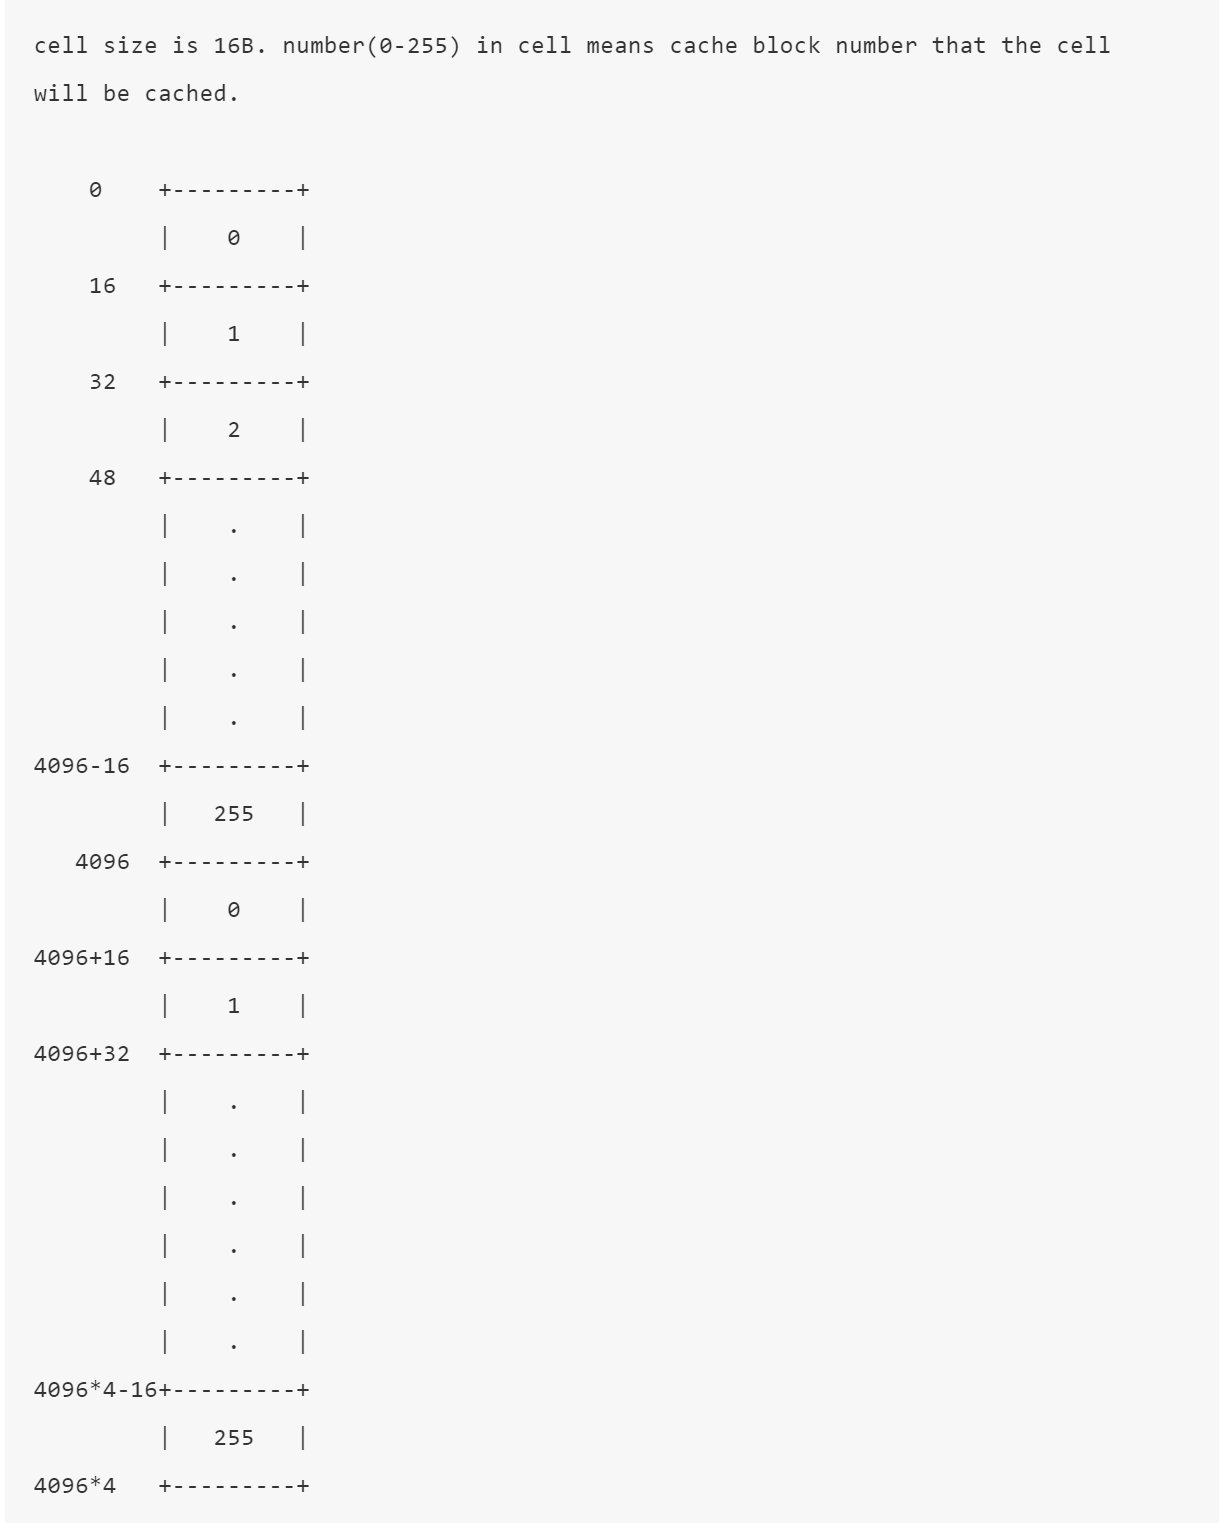 cell size is 16B. number(0-255) in cell means cache block number that the cell
will be cached.

    0    +---------+
         |    0    |
    16   +---------+
         |    1    |
    32   +---------+
         |    2    |
    48   +---------+
         |    .    |
         |    .    |
         |    .    |
         |    .    |
         |    .    |
4096-16  +---------+
         |   255   |
   4096  +---------+
         |    0    |
4096+16  +---------+
         |    1    |
4096+32  +---------+
         |    .    |
         |    .    |
         |    .    |
         |    .    |
         |    .    |
         |    .    |
4096*4-16+---------+
         |   255   |
4096*4   +---------+